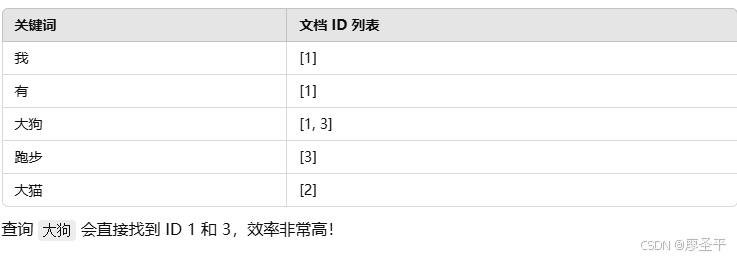 关键词 文档 ID 列表
我 [1]
有 [1]
大狗 [1, 3]
跑步 [3]
大猫 [2]
查询 大狗 会直接找到 ID 1 和 3，效率非常高！
CSDN @廖圣平